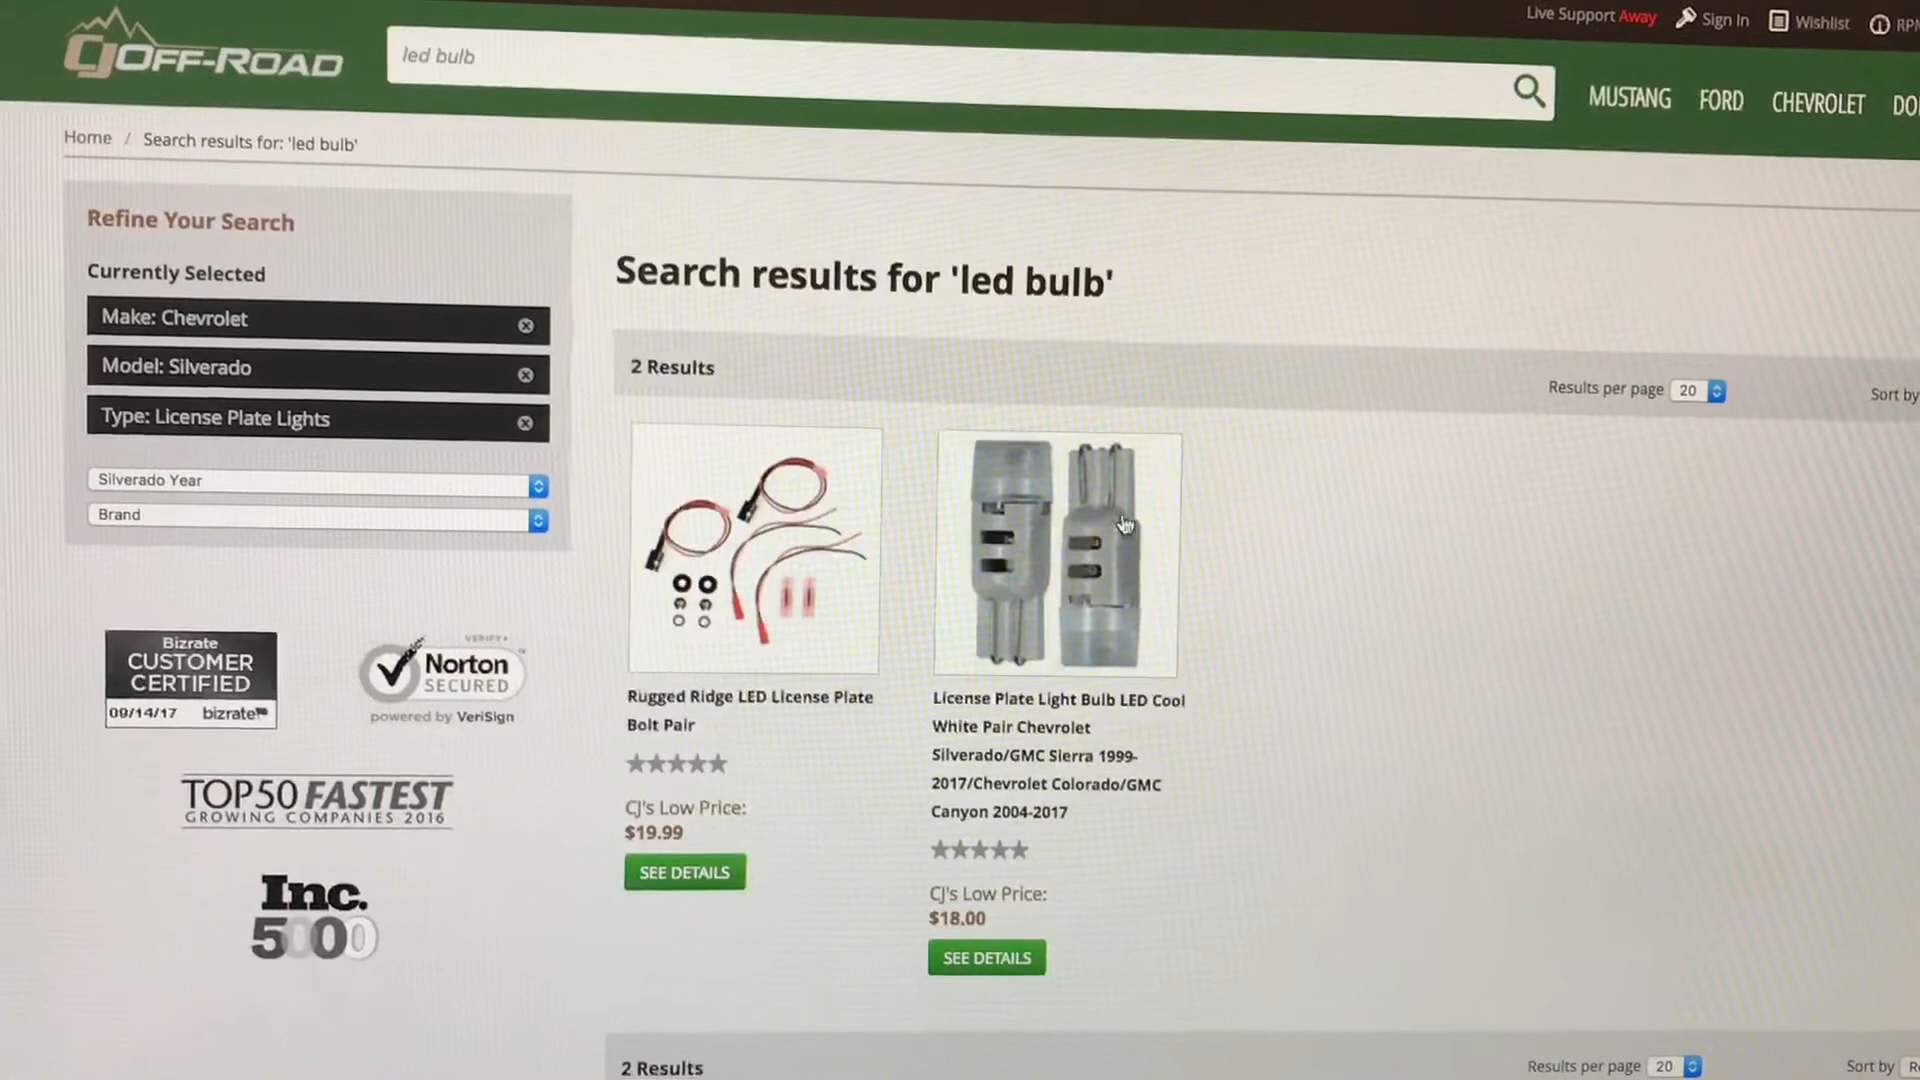 Live Support Away
Sign In
Wishlist
CJ OFF-ROAD
led bulb
MUSTANG
FORD
CHEVROLET
Home / Search results for: 'led bulb'
Refine Your Search
Currently Selected
Make: Chevrolet
Model: Silverado
Type: License Plate Lights
Silverado Year
Brand
Search results for 'led bulb'
2 Results
Results per page 20
Sort by
Bizrate
CUSTOMER
CERTIFIED
09/14/17 bizrate
VERIFY
Norton
SECURED
powered by VeriSign
TOP50 FASTEST
GROWING COMPANIES 2016
Inc.
5000
Rugged Ridge LED License Plate
Bolt Pair
CJ's Low Price:
$19.99
SEE DETAILS
License Plate Light Bulb LED Cool
White Pair Chevrolet
Silverado/GMC Sierra 1999-
2017/Chevrolet Colorado/GMC
Canyon 2004-2017
CJ's Low Price:
$18.00
SEE DETAILS
2 Results
Results per page 20
Sort by